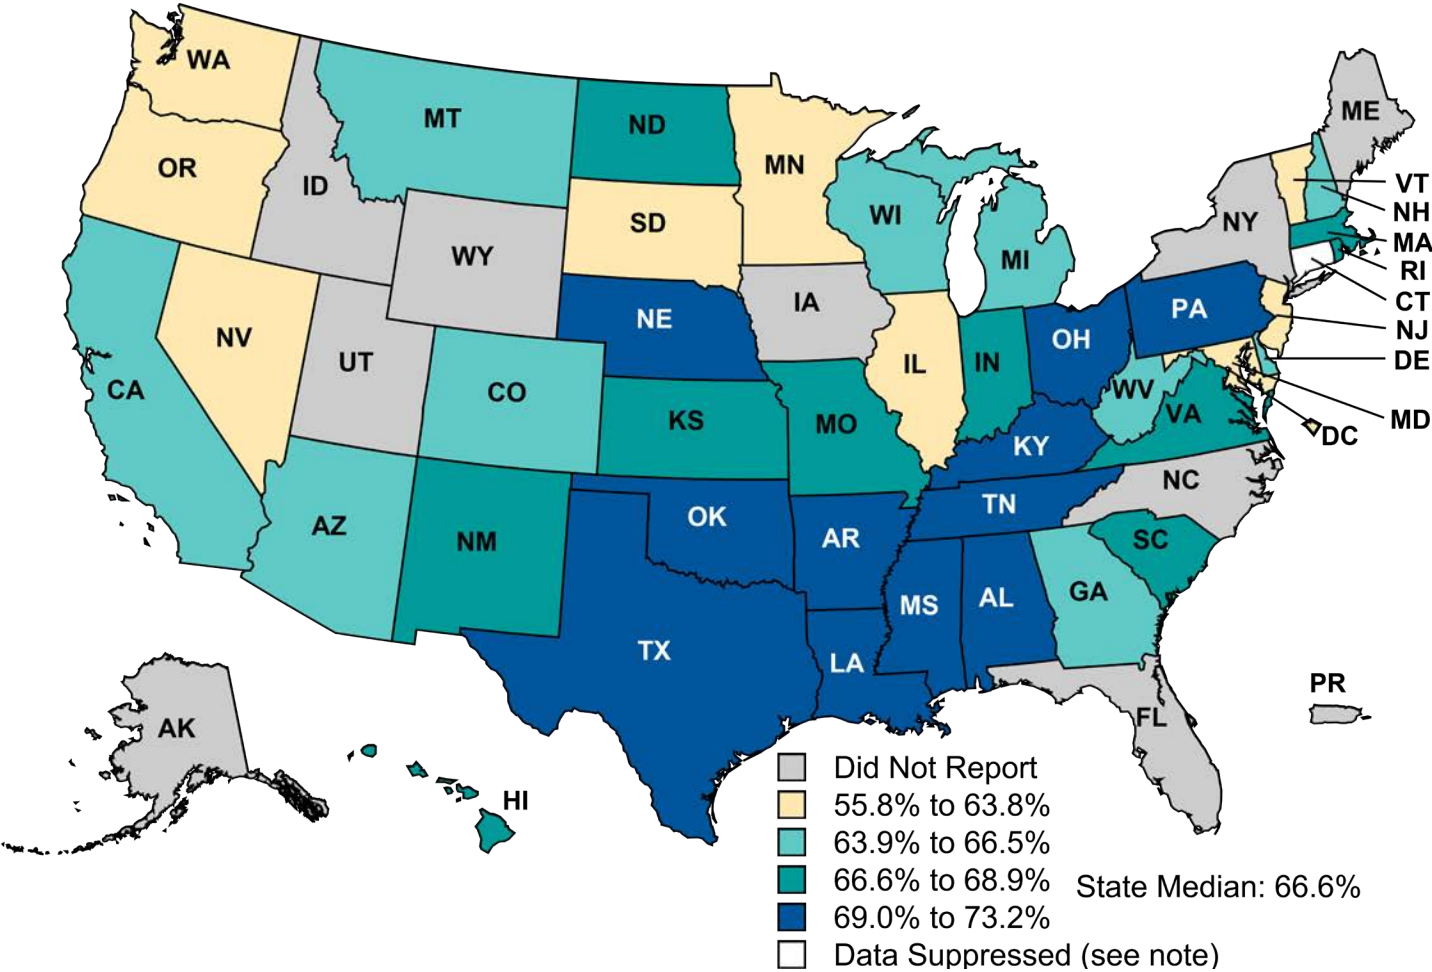 WA
MT
ND
MN
ME
OR
ID
SD
WI
VT
NH
NY
MA
WY
MI
RI
IA
CT
NE
PA
NJ
NV
OH
UT
IL
IN
DE
CA
CO
WV
KS
MO
VA
MD
KY
DC
NC
TN
AZ
NM
OK
AR
SC
MS
AL
GA
TX
LA
PR
FL
AK
HI
Did Not Report
55.8% to 63.8%
63.9% to 66.5%
66.6% to 68.9%
State Median: 66.6%
69.0% to 73.2%
Data Suppressed (see note)